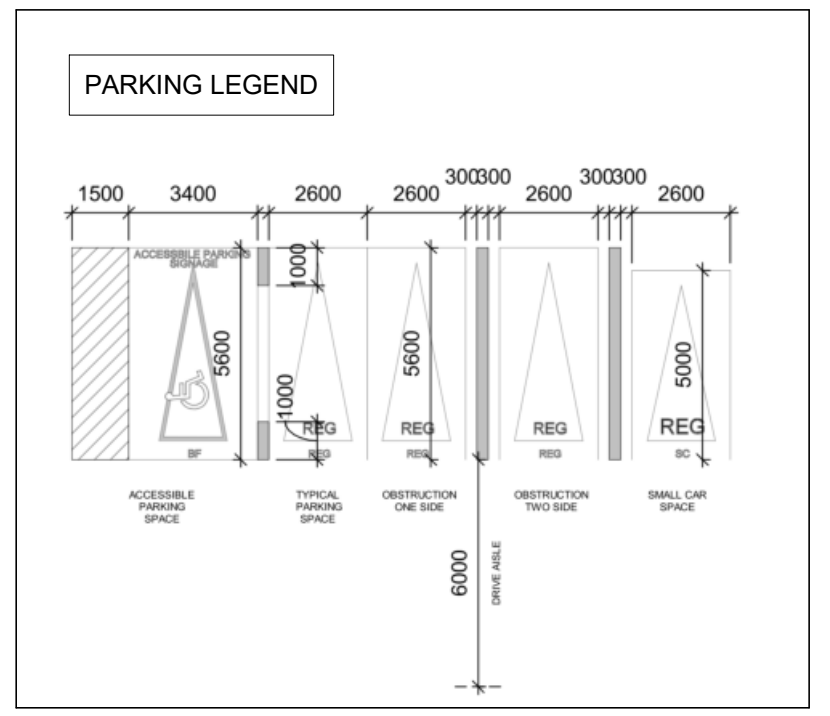 PARKING LEGEND
300300
300300
1500
3400
2600
2600
2600
2600
ACCESSBILE PARKING
SIGNAGE
1000
5600
5600
5000
1000
REG
REG
REG
REG
BF
REG
REG
REG
SC
ACCESSIBLE
PARKING
SPACE
TYPICAL
PARKING
SPACE
OBSTRUCTION
ONE SIDE
OBSTRUCTION
TWO SIDE
SMALL CAR
SPACE
6000
DRIVE AISLE